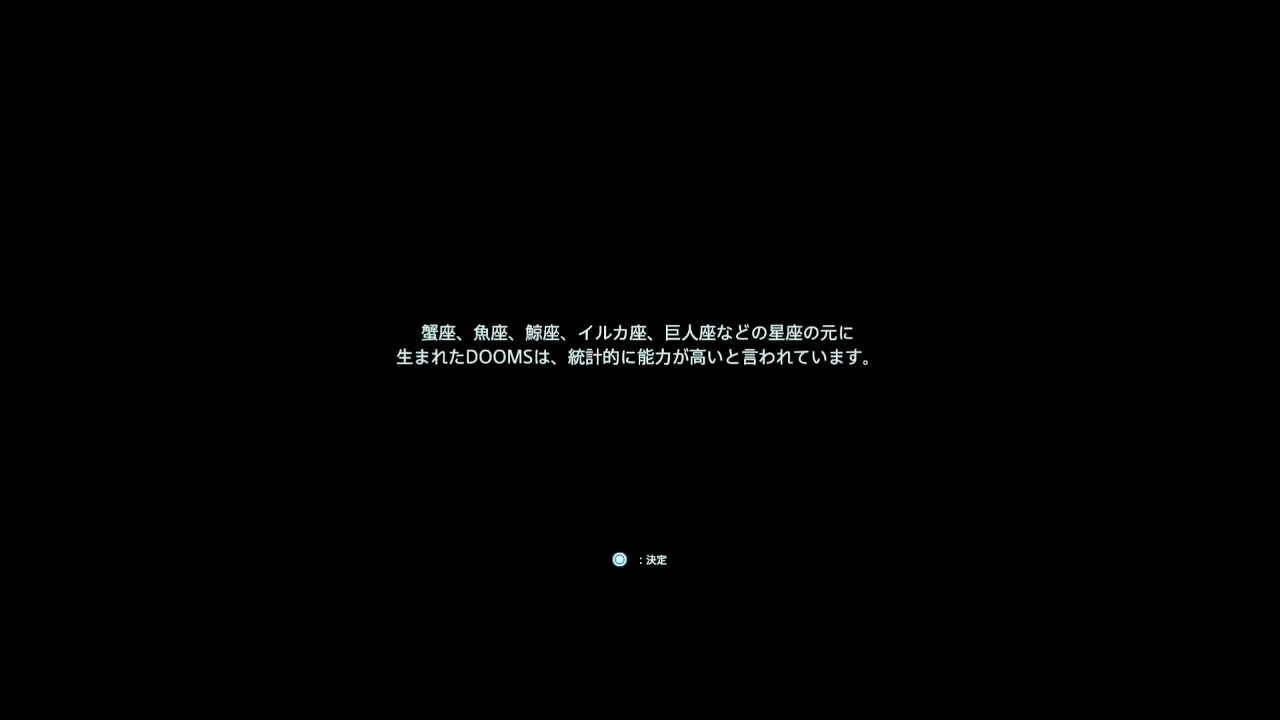 蟹座、魚座、鯨座、イルカ座、巨人座などの星座の元に
生まれたDOOMSは、統計的に能力が高いと言われています。
：決定